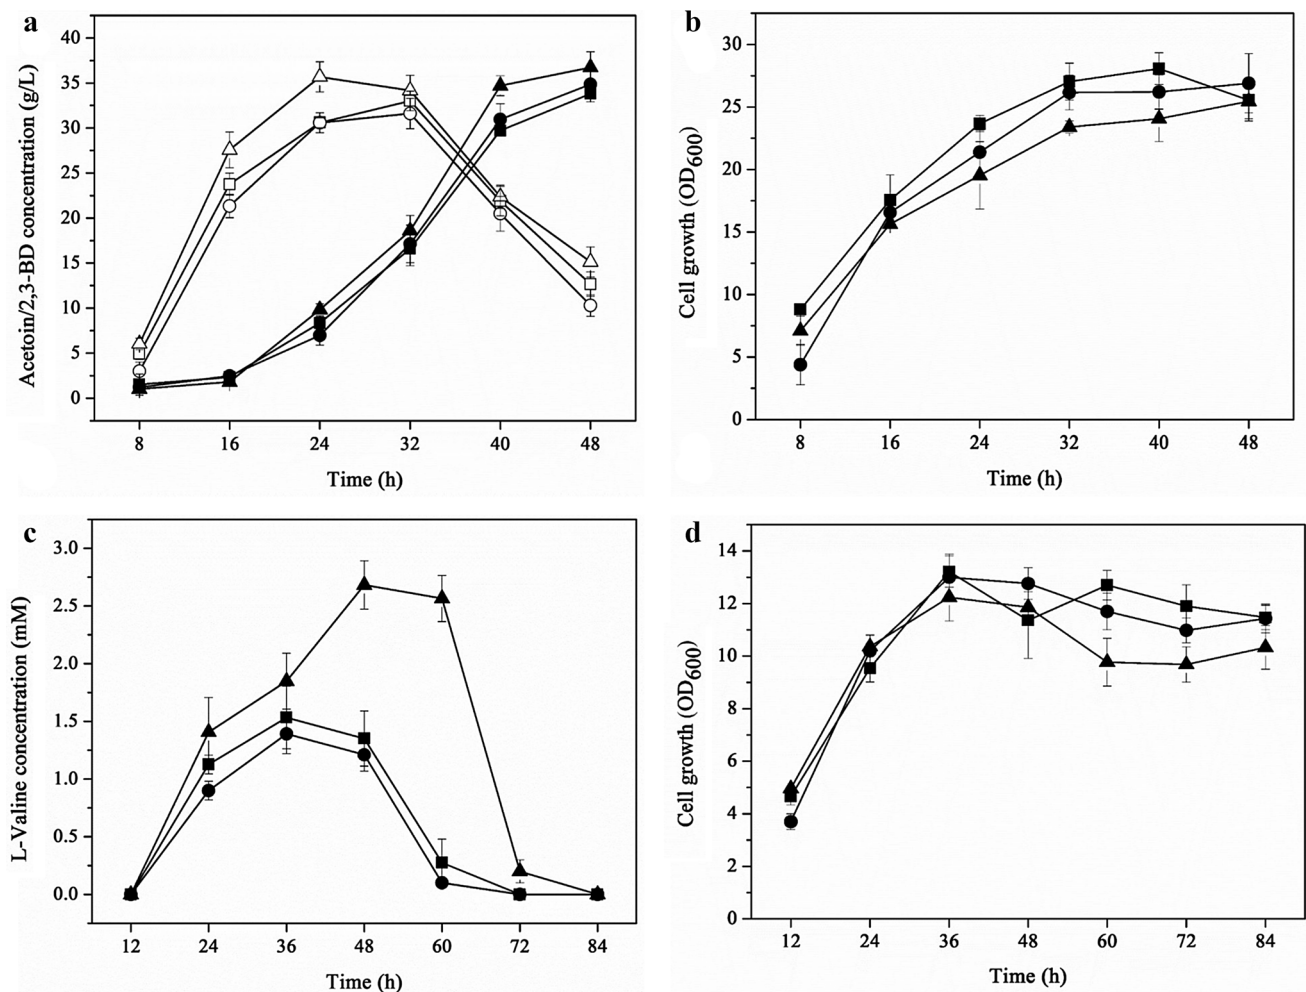 a
Acetoin/2,3-BD concentration (g/L)
40
35
30
25
20
15
10
5
0
8 16 24 32 40 48
Time (h)
b
Cell growth (OD600)
30
25
20
15
10
5
0
8 16 24 32 40 48
Time (h)
c
L-Valine concentration (mM)
3.0
2.5
2.0
1.5
1.0
0.5
0.0
12 24 36 48 60 72 84
Time (h)
d
Cell growth (OD600)
14
12
10
8
6
4
2
0
12 24 36 48 60 72 84
Time (h)